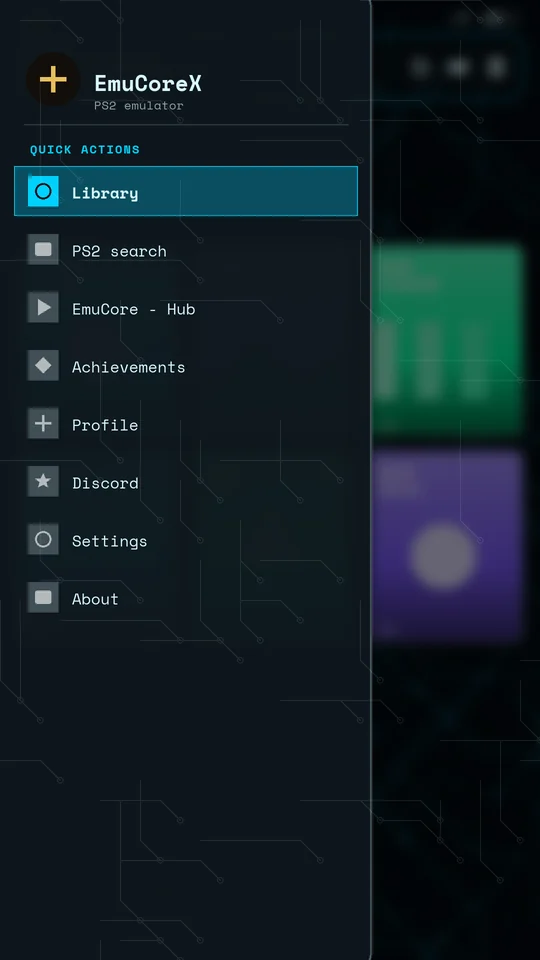 EmuCoreX
PS2 emulator
QUICK ACTIONS
Library
PS2 search
EmuCore - Hub
Achievements
Profile
Discord
Settings
About